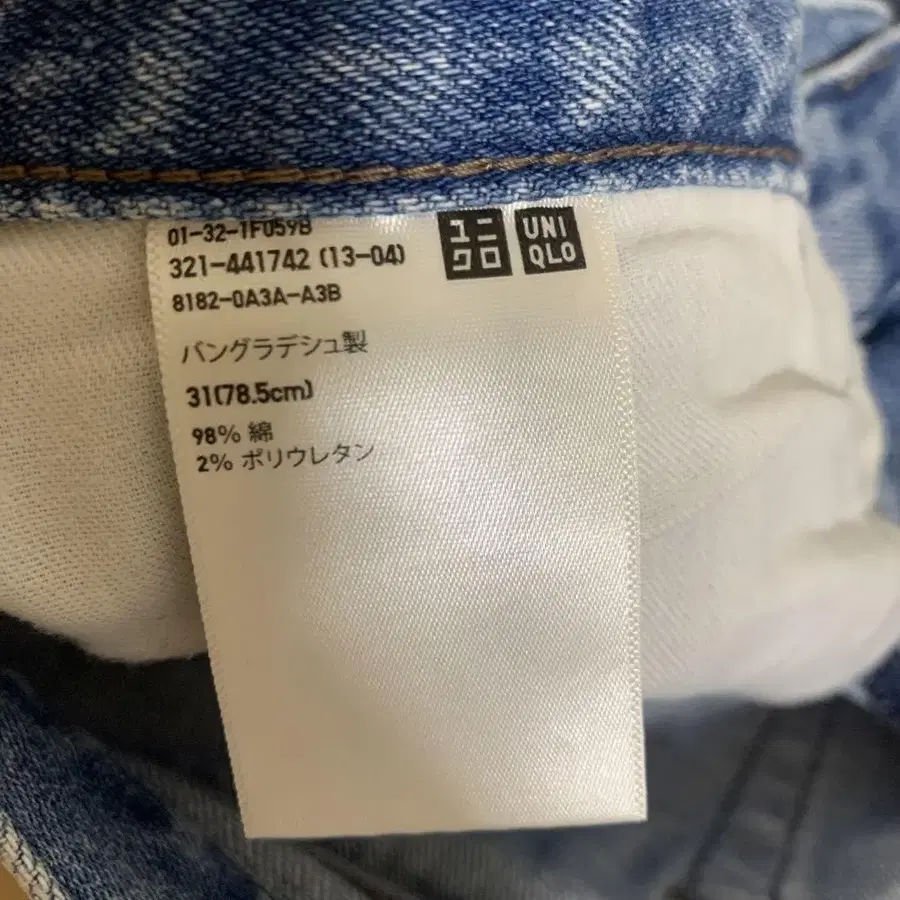 01-32-1F059B
321-441742 (13-04)
8182-0A3A-A3B
ユニ
クロ
UNI
QLO
バングラデシュ製
31(78.5cm)
98% 綿
2% ポリウレタン